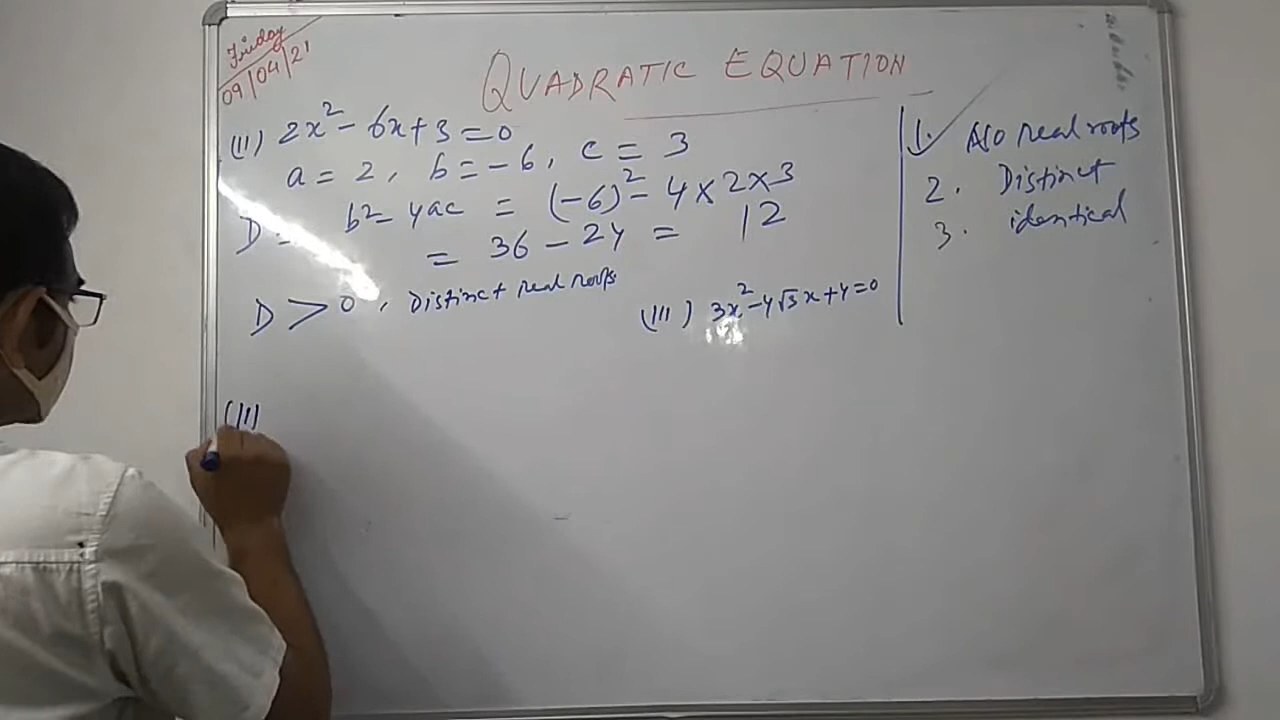 Friday
09/04/21
QUADRATIC EQUATION
(II) 2x² - 6x + 3 = 0
a = 2, b = -6, c = 3
D = b² - 4ac = (-6)² - 4 × 2 × 3
= 36 - 24 = 12
D > 0, Distinct real roots
(III) 3x² - 4√3x + 4 = 0
1. No real roots
2. Distinct
3. identical
(III)